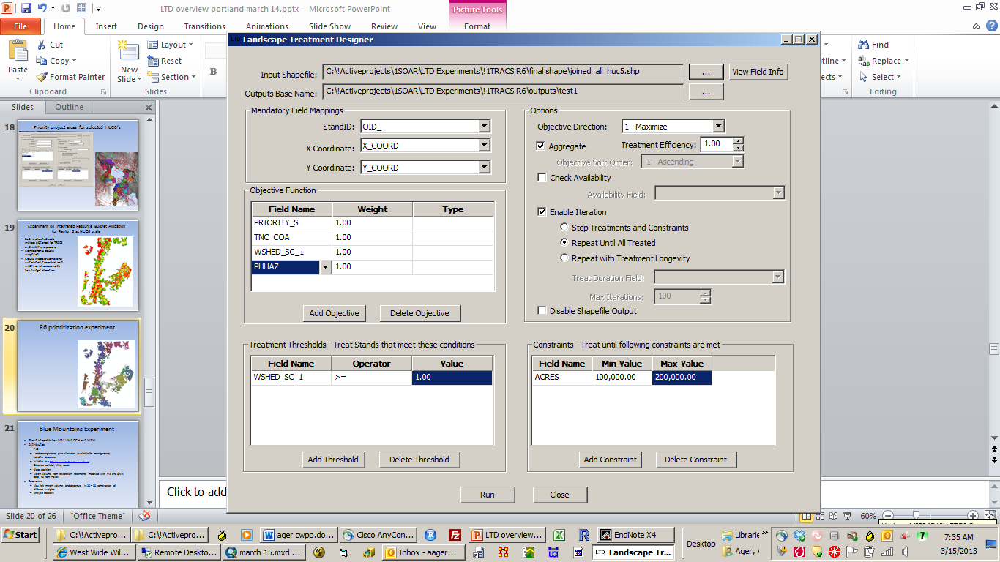 LTD overview portland march 14.pptx - Microsoft PowerPoint
Picture Tools
File Home Insert Design Transitions Animations Slide Show Review View Format
Paste
Cut
Copy
Format Painter
Clipboard
New Slide
Layout
Reset
Section
Slides
B
Find
Replace
Select
Editing
Slides Outline
18
Priority project areas for selected HUC6's
19
Experiment on Integrated Resource Budget Allocation for Region 6 at HUC6 scale
20
R6 prioritization experiment
21
Blue Mountains Experiment
Landscape Treatment Designer
Input Shapefile: C:\!Activeprojects\1SOAR\LTD Experiments\!1TRACS R6\final shape\joined_all_huc5.shp ... View Field Info
Outputs Base Name: C:\!Activeprojects\1SOAR\LTD Experiments\!1TRACS R6\outputs\test1 ...
Mandatory Field Mappings
StandID: OID_
X Coordinate: X_COORD
Y Coordinate: Y_COORD
Objective Function
Field Name Weight Type
PRIORITY_S 1.00
TNC_COA 1.00
WSHED_SC_1 1.00
PHHAZ 1.00
Add Objective Delete Objective
Options
Objective Direction: 1 - Maximize
Aggregate Treatment Efficiency: 1.00
Objective Sort Order: -1 - Ascending
Check Availability
Availability Field:
Enable Iteration
Step Treatments and Constraints
Repeat Until All Treated
Repeat with Treatment Longevity
Treat Duration Field:
Max Iterations: 100
Disable Shapefile Output
Treatment Thresholds - Treat Stands that meet these conditions
Field Name Operator Value
WSHED_SC_1 >= 1.00
Add Threshold Delete Threshold
Constraints - Treat until following constraints are met
Field Name Min Value Max Value
ACRES 100,000.00 200,000.00
Add Constraint Delete Constraint
Run Close
Click to add
Slide 20 of 26 "Office Theme" 60%
Start
C:\!Activepro... C:\!Activepro... ager cwpp.do... Cisco AnyCon... LTD overview... EndNote X4
West Wide Wil... Remote Deskto... march 15.mxd ... Inbox - aager... LTD Landscape Tr...
Desktop
Librarie
Ager, A
7:35 AM
3/15/2013